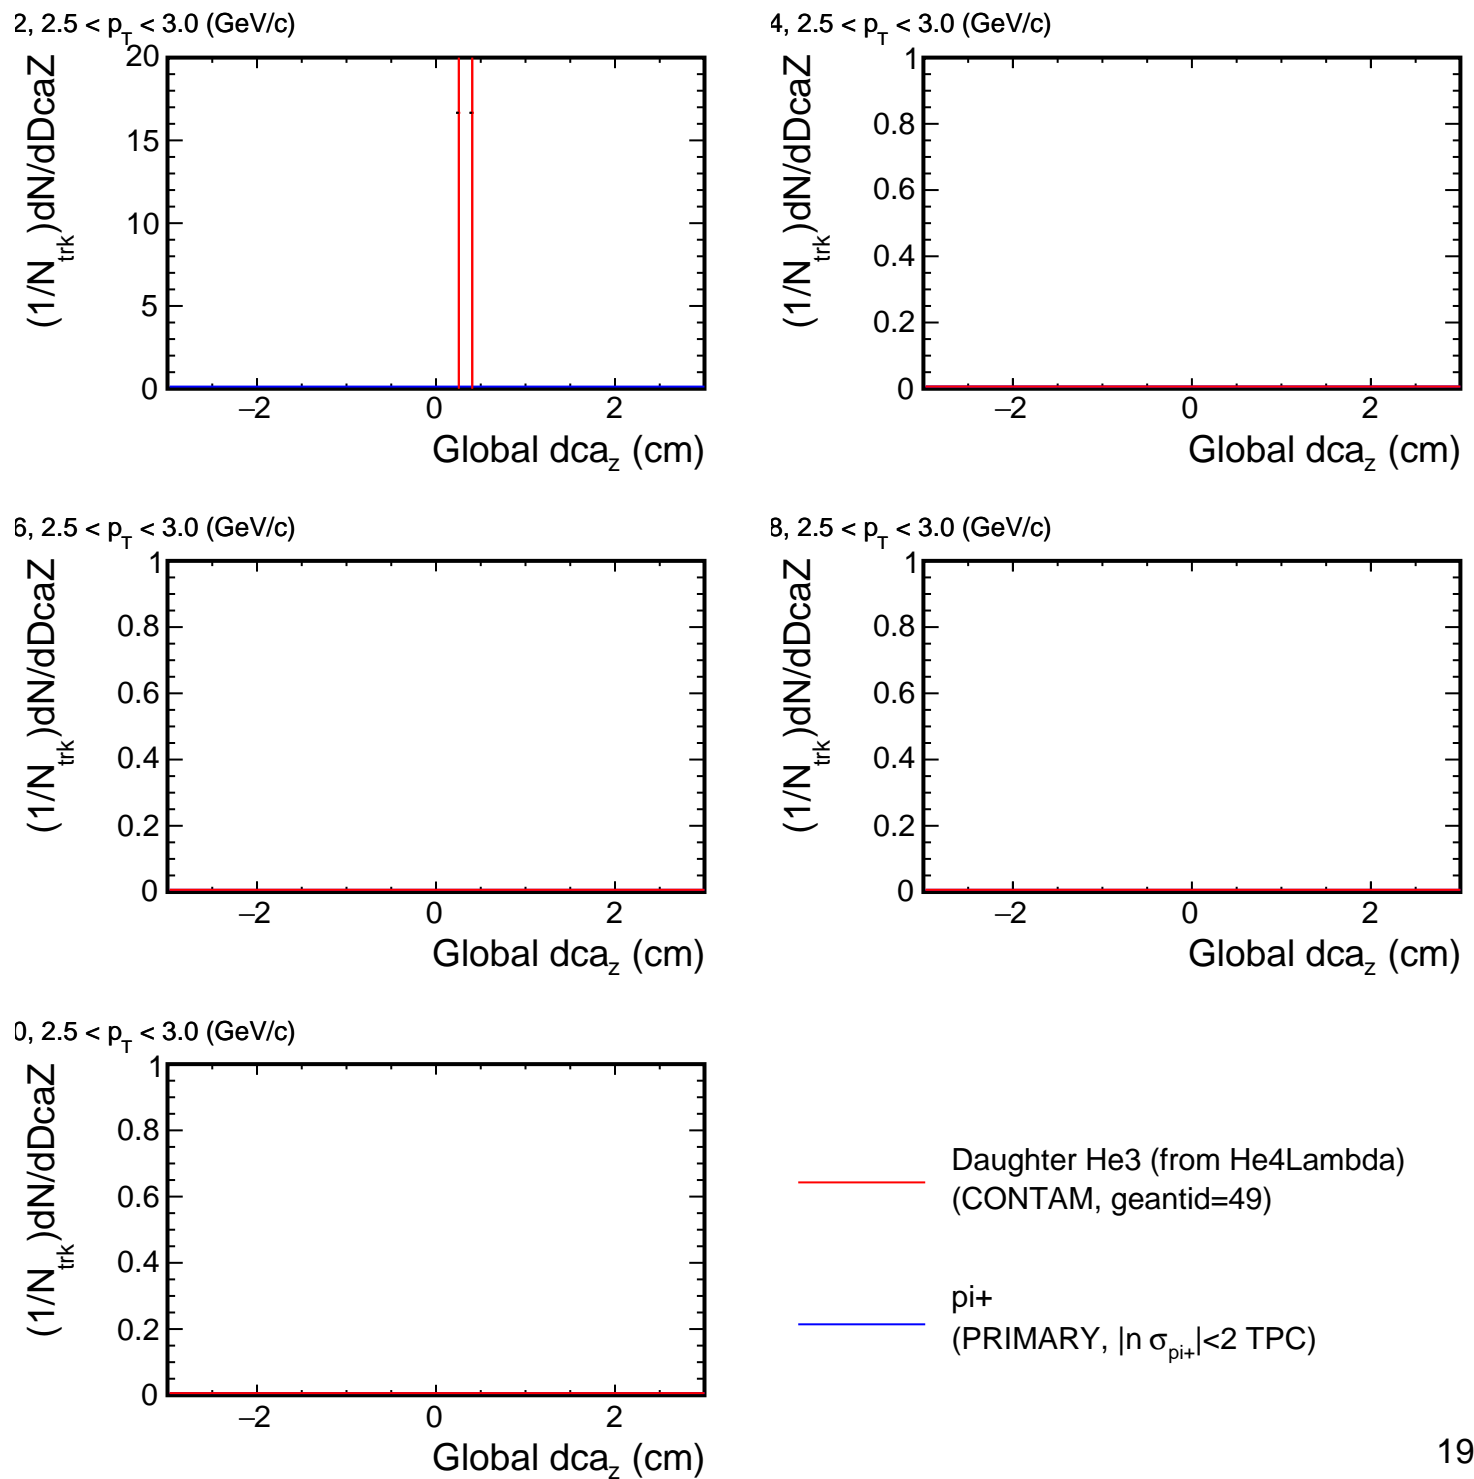 2, 2.5 < p_T < 3.0 (GeV/c)
(1/N_trk)dN/dDcaZ
20
15
10
5
0
−2 0 2
Global dca_z (cm)
4, 2.5 < p_T < 3.0 (GeV/c)
(1/N_trk)dN/dDcaZ
1
0.8
0.6
0.4
0.2
0
−2 0 2
Global dca_z (cm)
6, 2.5 < p_T < 3.0 (GeV/c)
(1/N_trk)dN/dDcaZ
1
0.8
0.6
0.4
0.2
0
−2 0 2
Global dca_z (cm)
8, 2.5 < p_T < 3.0 (GeV/c)
(1/N_trk)dN/dDcaZ
1
0.8
0.6
0.4
0.2
0
−2 0 2
Global dca_z (cm)
0, 2.5 < p_T < 3.0 (GeV/c)
(1/N_trk)dN/dDcaZ
1
0.8
0.6
0.4
0.2
0
−2 0 2
Global dca_z (cm)
Daughter He3 (from He4Lambda)
(CONTAM, geantid=49)
pi+
(PRIMARY, |n σ_pi+|<2 TPC)
19